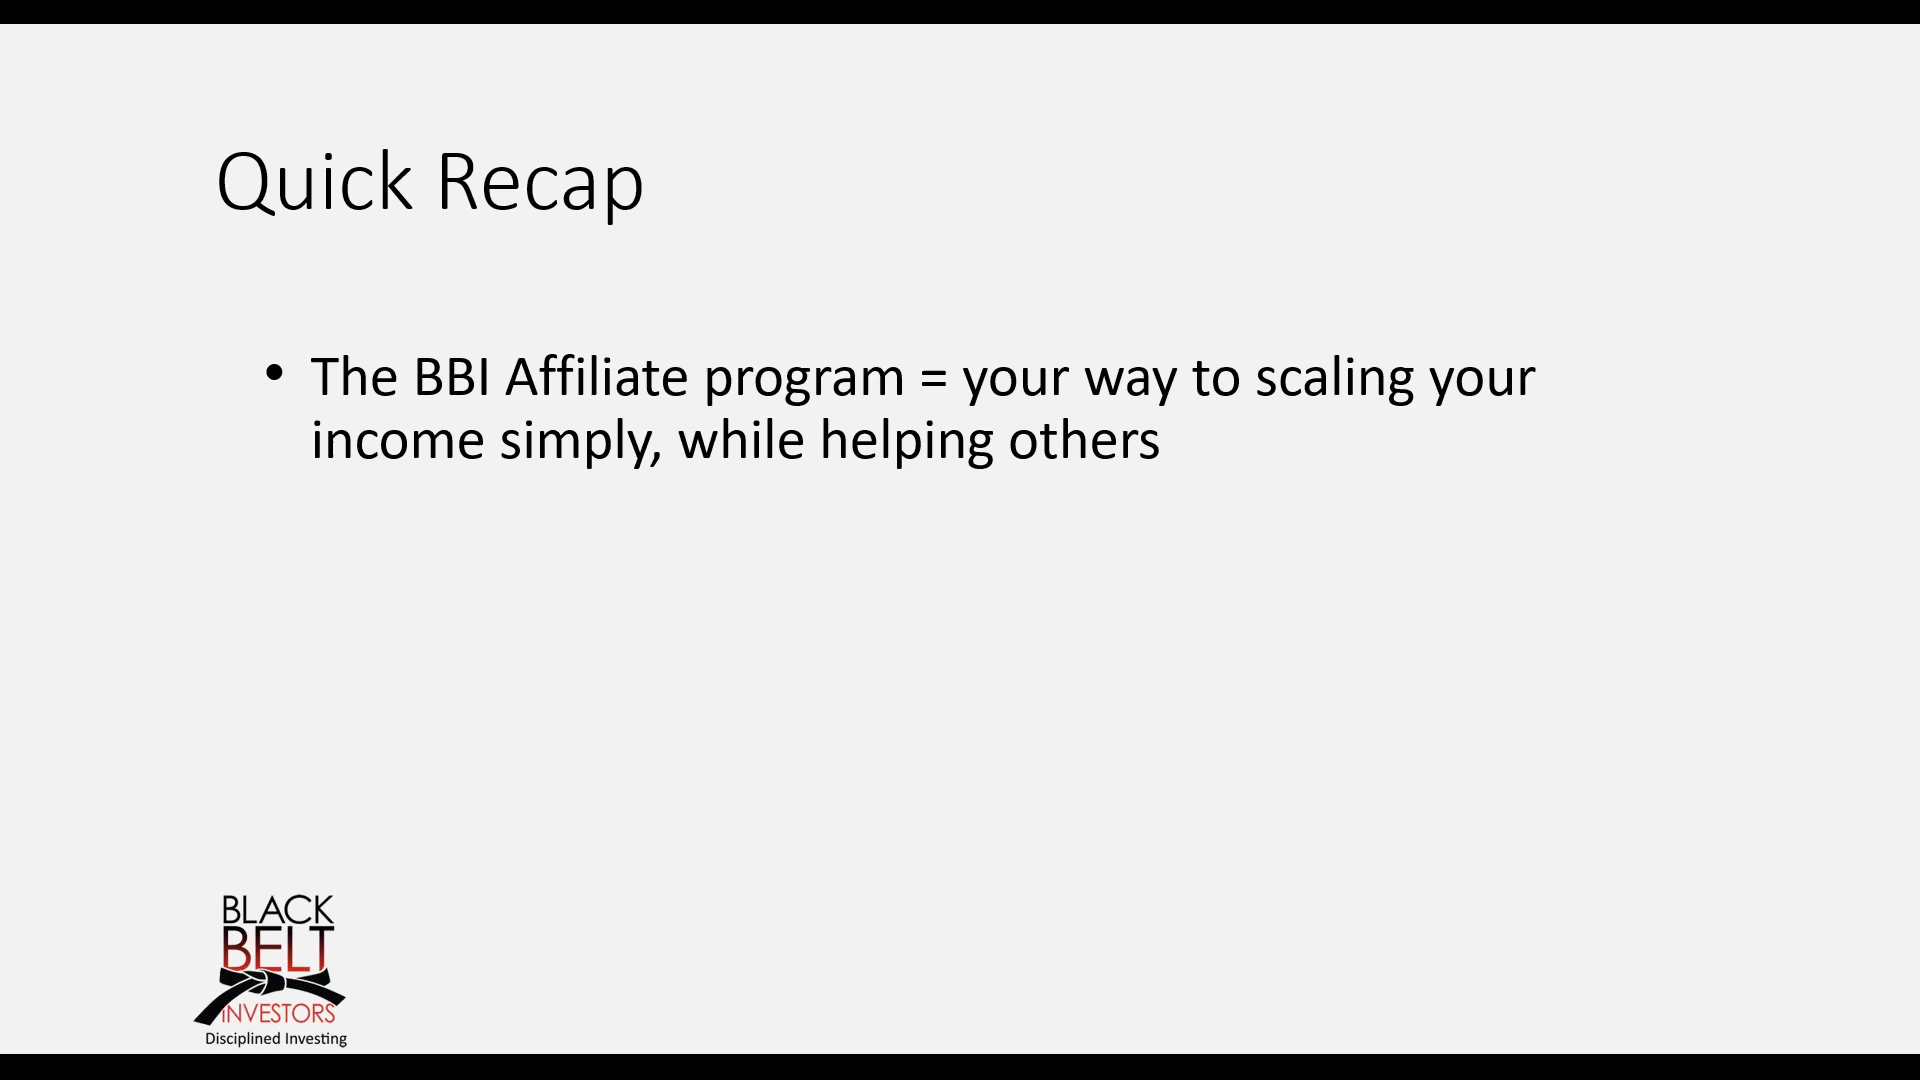 Quick Recap
• The BBI Affiliate program = your way to scaling your
income simply, while helping others
BLACK
BELT
INVESTORS
Disciplined Investing